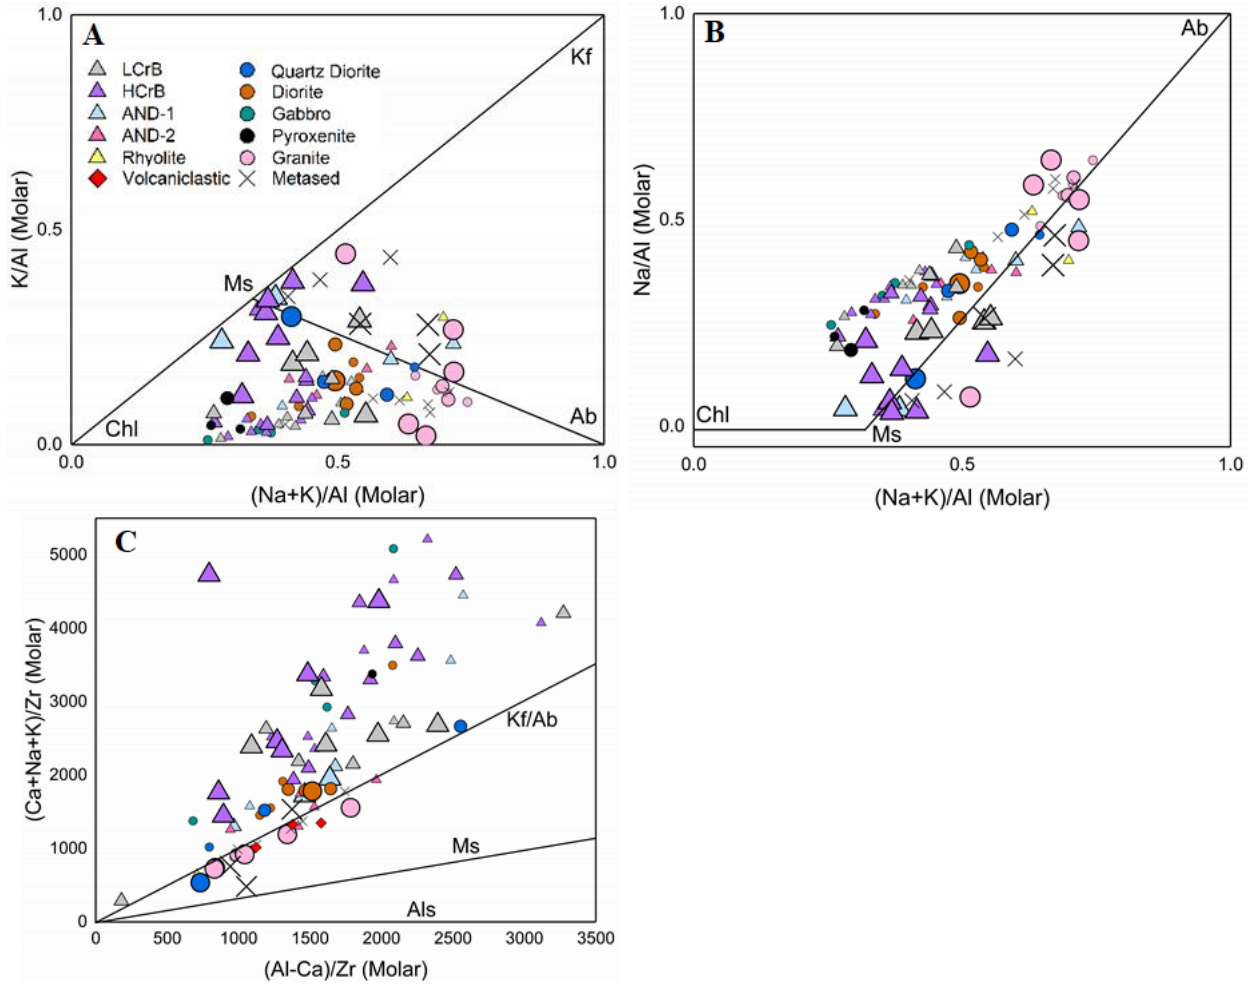 A
1.0
Kf
LCrB
HCrB
AND-1
AND-2
Rhyolite
Volcaniclastic
Quartz Diorite
Diorite
Gabbro
Pyroxenite
Granite
Metased
K/Al (Molar)
0.5
Ms
Chl
Ab
0.0
0.0
0.5
1.0
(Na+K)/Al (Molar)
B
1.0
Ab
Na/Al (Molar)
0.5
Chl
0.0
Ms
0.0
0.5
1.0
(Na+K)/Al (Molar)
C
5000
4000
3000
2000
1000
0
(Ca+Na+K)/Zr (Molar)
Kf/Ab
Ms
Als
0
500
1000
1500
2000
2500
3000
3500
(Al-Ca)/Zr (Molar)